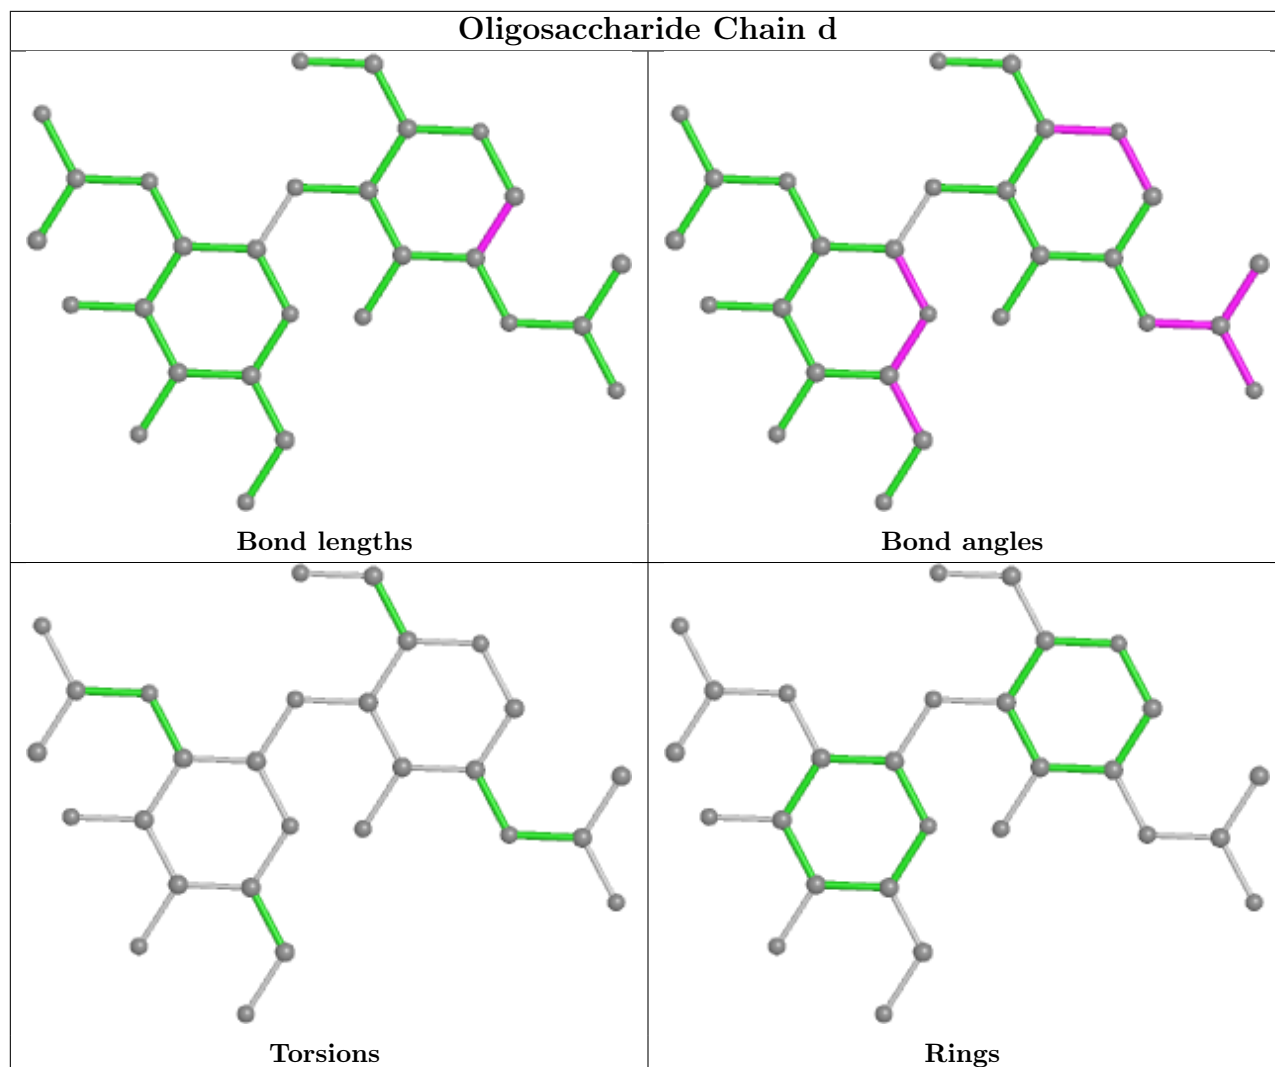 Oligosaccharide Chain d
Bond lengths
Bond angles
Torsions
Rings